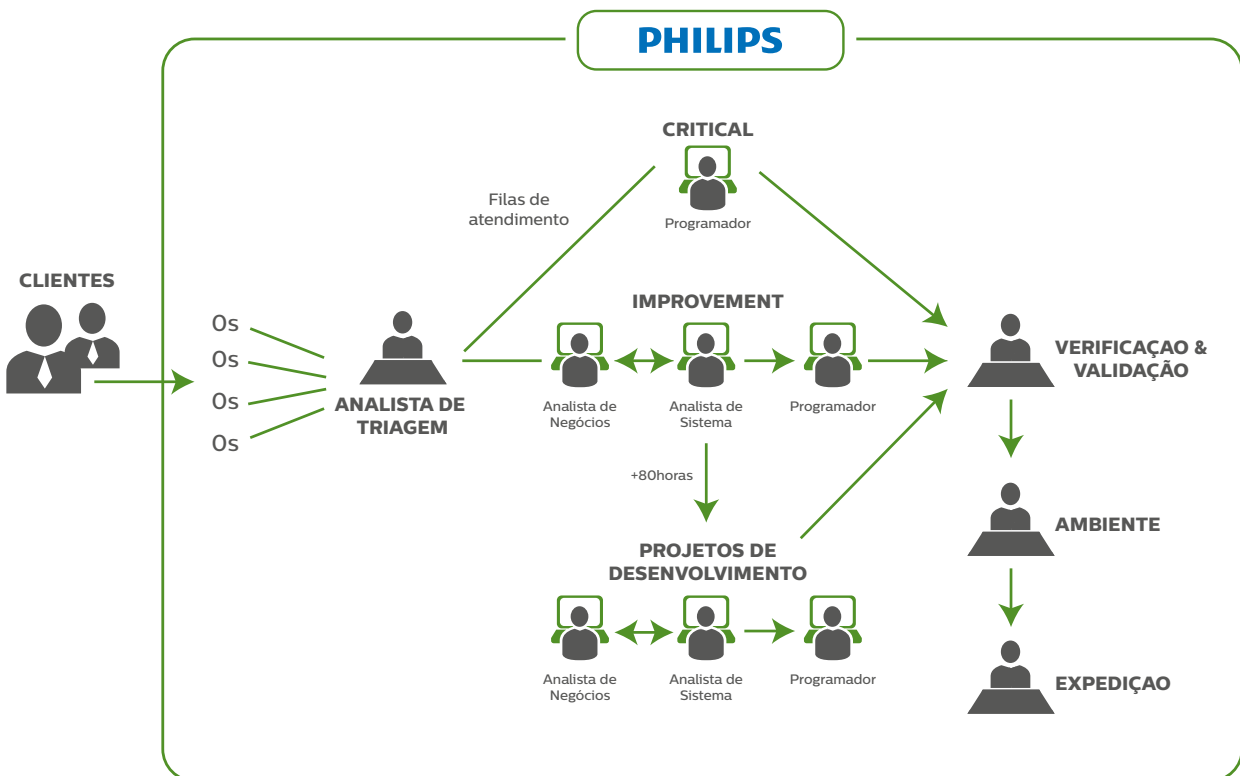 PHILIPS
CRITICAL
Filas de
atendimento
Programador
CLIENTES
IMPROVEMENT
Os
Os
Os
Os
ANALISTA DE
TRIAGEM
Analista de
Negócios
Analista de
Sistema
Programador
VERIFICAÇAO &
VALIDAÇÃO
+80horas
PROJETOS DE
DESENVOLVIMENTO
Analista de
Negócios
Analista de
Sistema
Programador
AMBIENTE
EXPEDIÇAO